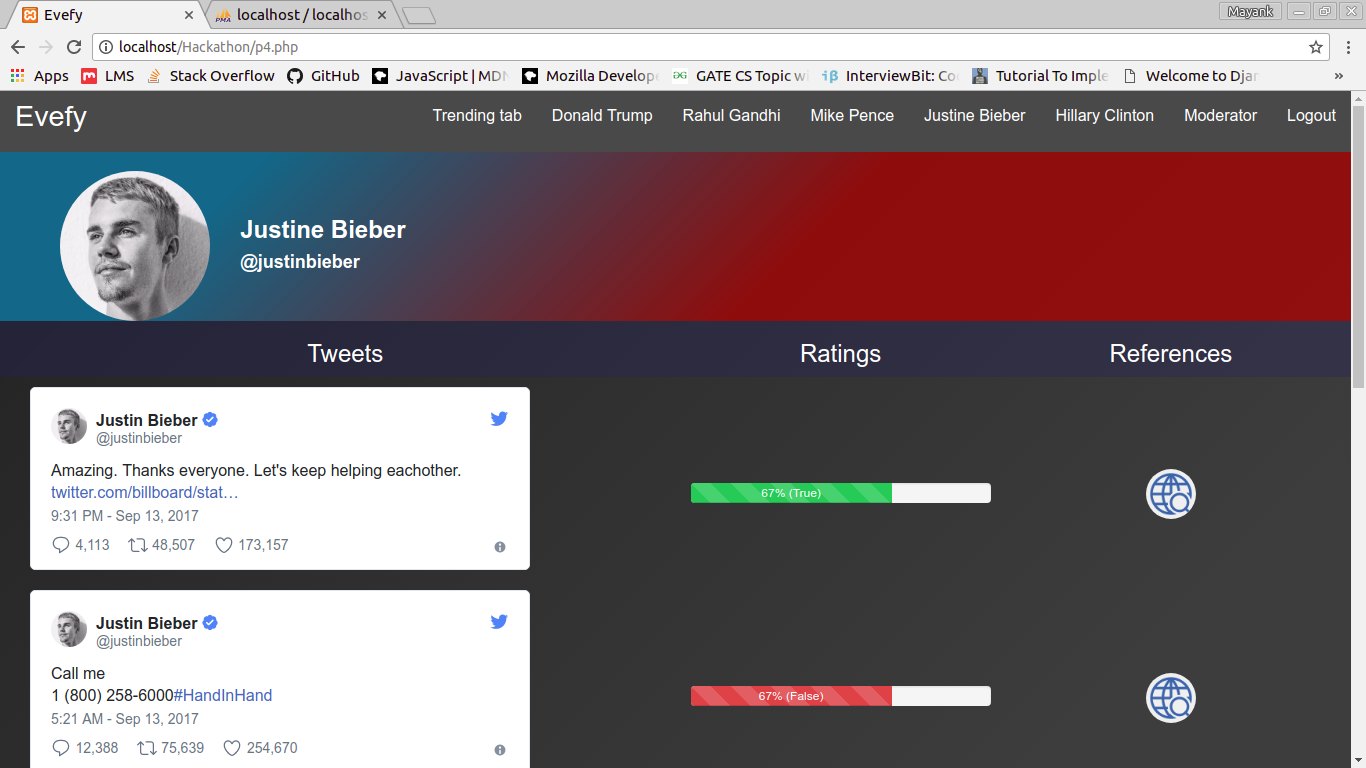 Evefy
PMA localhost / localhos
Mayank
localhost/Hackathon/p4.php
Apps LMS Stack Overflow GitHub JavaScript | MDN Mozilla Develope GATE CS Topic wi InterviewBit: Co Tutorial To Imple Welcome to Djan »
Evefy
Trending tab Donald Trump Rahul Gandhi Mike Pence Justine Bieber Hillary Clinton Moderator Logout
Justine Bieber
@justinbieber
Tweets Ratings References
Justin Bieber
@justinbieber
Amazing. Thanks everyone. Let's keep helping eachother.
twitter.com/billboard/stat…
9:31 PM - Sep 13, 2017
4,113 48,507 173,157
67% (True)
Justin Bieber
@justinbieber
Call me
1 (800) 258-6000#HandInHand
5:21 AM - Sep 13, 2017
12,388 75,639 254,670
67% (False)